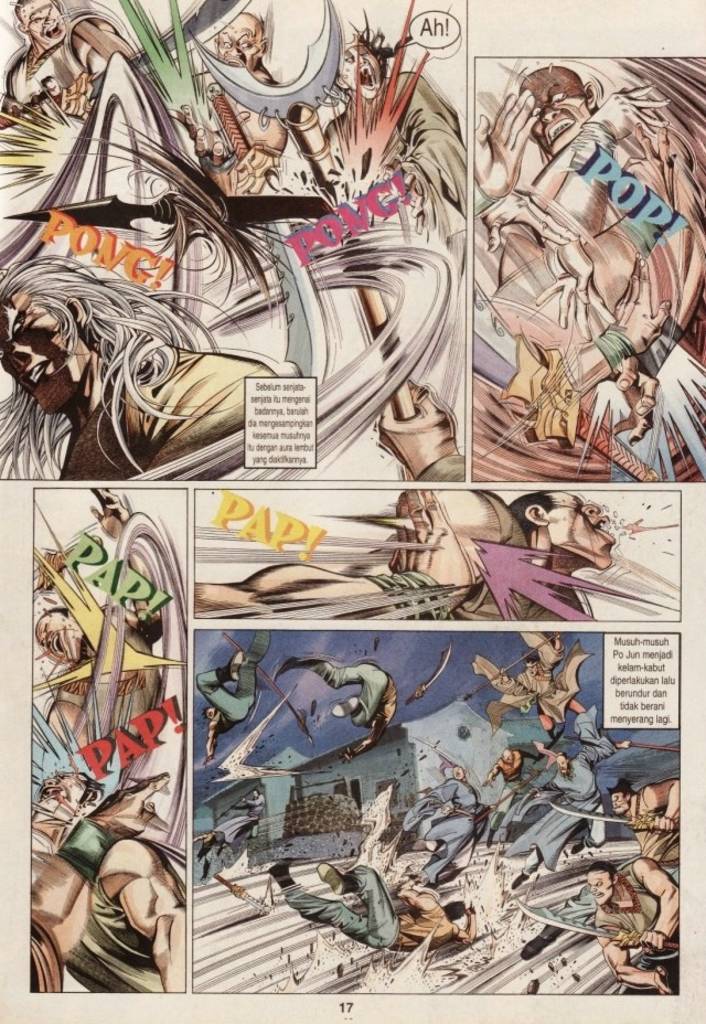 Ah!
PONG!
PONG!
Sebelum senjata-
senjata itu mengenai
badannya, barulah
dia mengesampingkan
kesemua musuhnya
itu dengan aura lembut
yang diaktifkannya.
POP!
PAP!
PAP!
PAP!
Musuh-musuh
Po Jun menjadi
kelam-kabut
diperlakukan lalu
berundur dan
tidak berani
menyerang lagi.
17